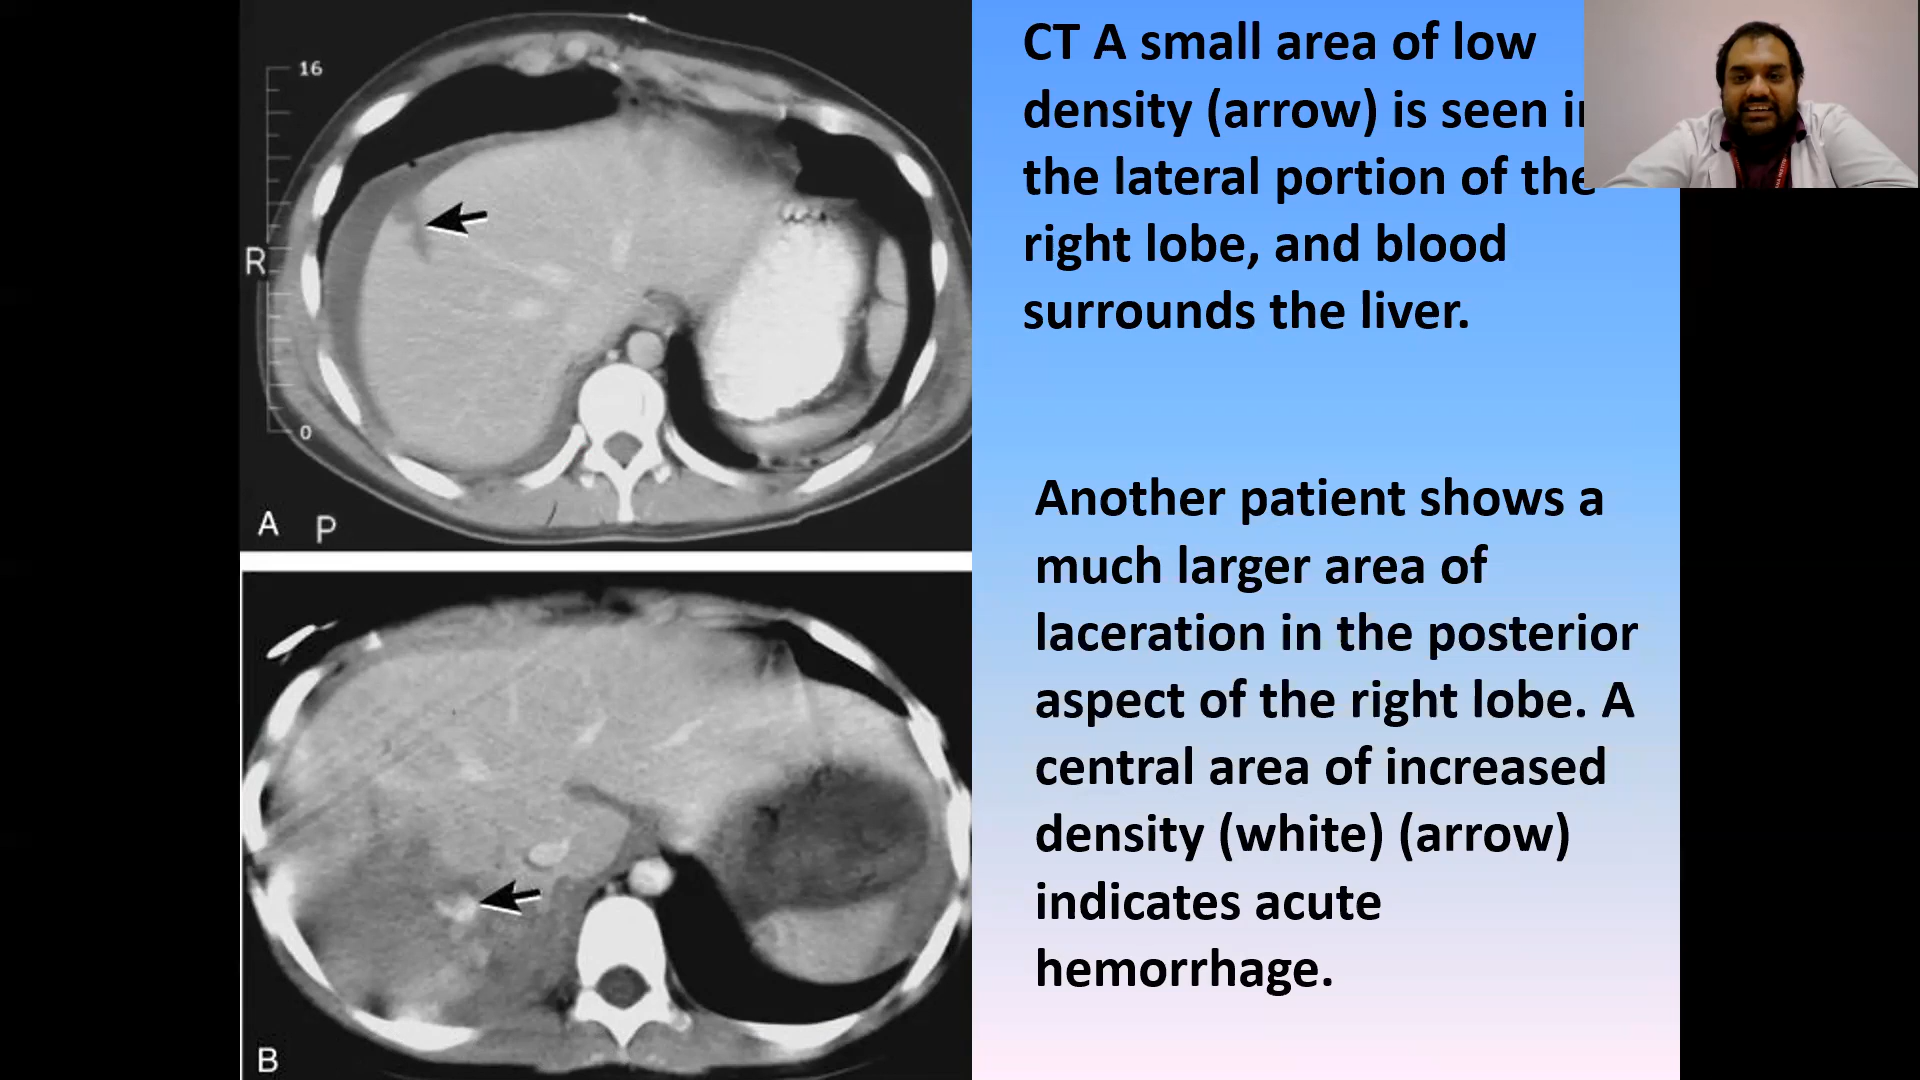 16
R
0
A P
B
CT A small area of low
density (arrow) is seen
the lateral portion of the
right lobe, and blood
surrounds the liver.
Another patient shows a
much larger area of
laceration in the posterior
aspect of the right lobe. A
central area of increased
density (white) (arrow)
indicates acute
hemorrhage.